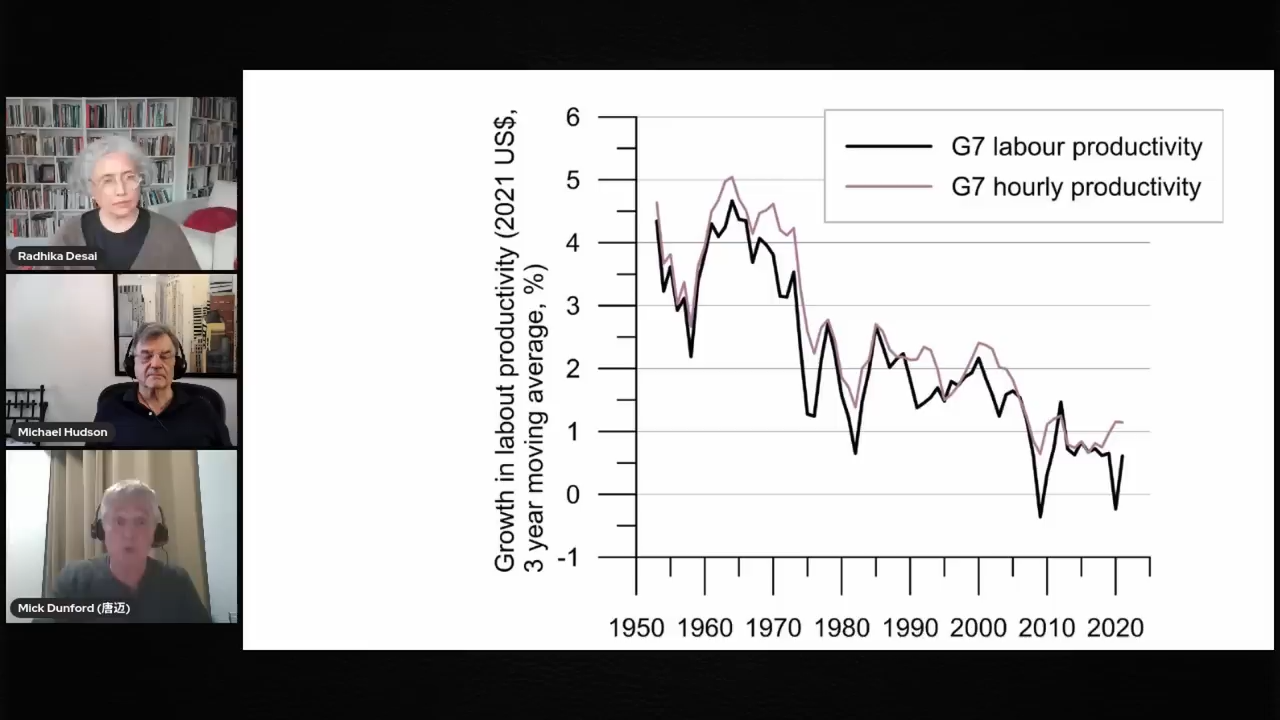 Radhika Desai
Michael Hudson
Mick Dunford (唐迈)
Growth in labout productivity (2021 US$,
3 year moving average, %)
6
5
4
3
2
1
0
-1
G7 labour productivity
G7 hourly productivity
1950 1960 1970 1980 1990 2000 2010 2020